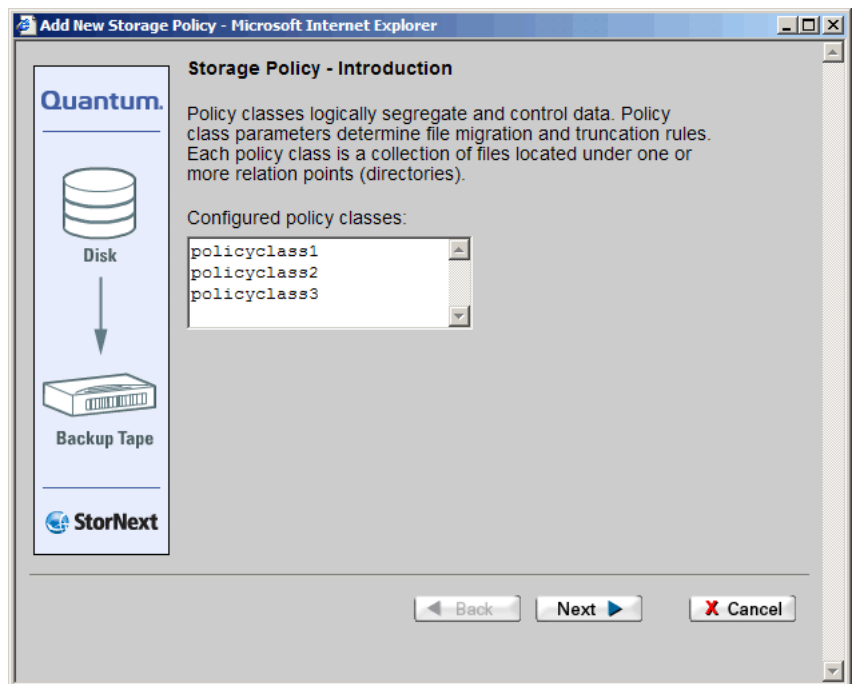 Add New Storage Policy - Microsoft Internet Explorer
Quantum.
Disk
Backup Tape
StorNext
Storage Policy - Introduction
Policy classes logically segregate and control data. Policy
class parameters determine file migration and truncation rules.
Each policy class is a collection of files located under one or
more relation points (directories).
Configured policy classes:
policyclass1
policyclass2
policyclass3
Back
Next
X Cancel